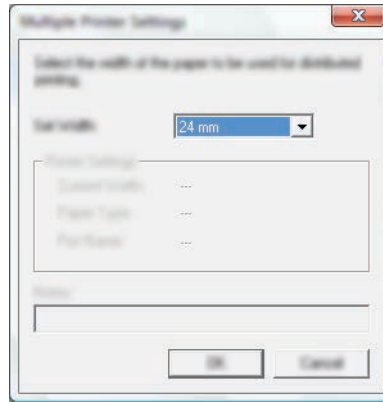 Multiple Printer Settings
Select the width of the paper to be used for distributed
printing.
Set Width:
24 mm
Printer Settings
Current Width:
---
Paper Type:
---
Port Name:
---
Notes:
OK
Cancel